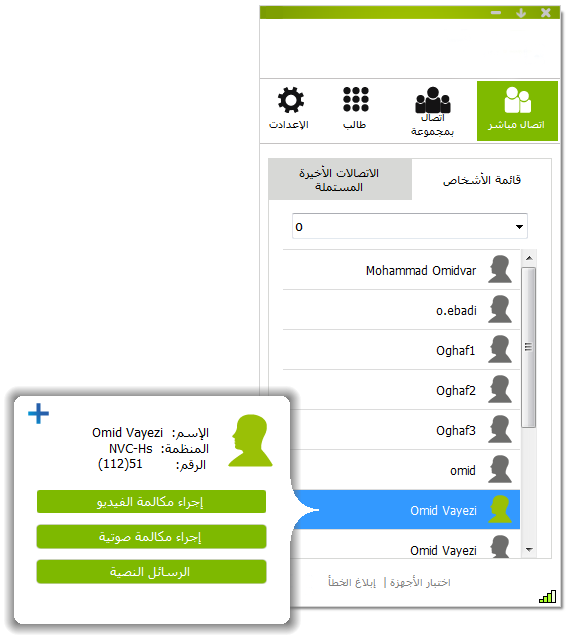 اتصال مباشر
اتصال
بمجموعة
طالب
الإعدادت
قائمة الأشخاص
الاتصالات الأخيرة
المستملة
o
Mohammad Omidvar
o.ebadi
Oghaf1
Oghaf2
Oghaf3
omid
Omid Vayezi
Omid Vayezi
اختبار الأجهزة | إبلاغ الخطأ
الإسم: Omid Vayezi
المنظمة: NVC-Hs
الرقم: 51(112)
إجراء مكالمة الفيديو
إجراء مكالمة صوتية
الرسائل النصية